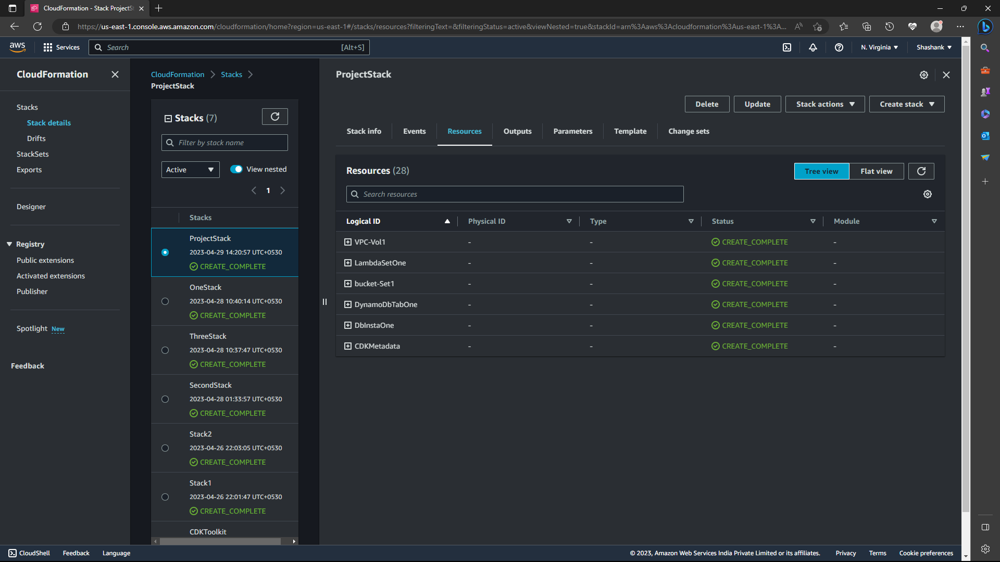 CloudFormation - Stack ProjectSt
https://us-east-1.console.aws.amazon.com/cloudformation/home?region=us-east-1#/stacks/resources?filteringText=&filteringStatus=active&viewNested=true&stackId=arn%3Aaws%3Acloudformation%3Aus-east-1%3A...
aws
Services
Search
[Alt+S]
N. Virginia
Shashank
CloudFormation
Stacks
Stack details
Drifts
StackSets
Exports
Designer
Registry
Public extensions
Activated extensions
Publisher
Spotlight New
Feedback
CloudFormation
Stacks
ProjectStack
Stacks (7)
Filter by stack name
Active
View nested
1
Stacks
ProjectStack
2023-04-29 14:20:57 UTC+0530
CREATE_COMPLETE
OneStack
2023-04-28 10:40:14 UTC+0530
CREATE_COMPLETE
ThreeStack
2023-04-28 10:37:47 UTC+0530
CREATE_COMPLETE
SecondStack
2023-04-28 01:33:57 UTC+0530
CREATE_COMPLETE
Stack2
2023-04-26 22:03:05 UTC+0530
CREATE_COMPLETE
Stack1
2023-04-26 22:01:47 UTC+0530
CREATE_COMPLETE
CDKToolkit
ProjectStack
Delete
Update
Stack actions
Create stack
Stack info
Events
Resources
Outputs
Parameters
Template
Change sets
Resources (28)
Tree view
Flat view
Search resources
Logical ID Physical ID Type Status Module
VPC-Vol1 - - CREATE_COMPLETE -
LambdaSetOne - - CREATE_COMPLETE -
bucket-Set1 - - CREATE_COMPLETE -
DynamoDbTabOne - - CREATE_COMPLETE -
DbInstaOne - - CREATE_COMPLETE -
CDKMetadata - - CREATE_COMPLETE -
CloudShell
Feedback
Language
© 2023, Amazon Web Services India Private Limited or its affiliates.
Privacy
Terms
Cookie preferences